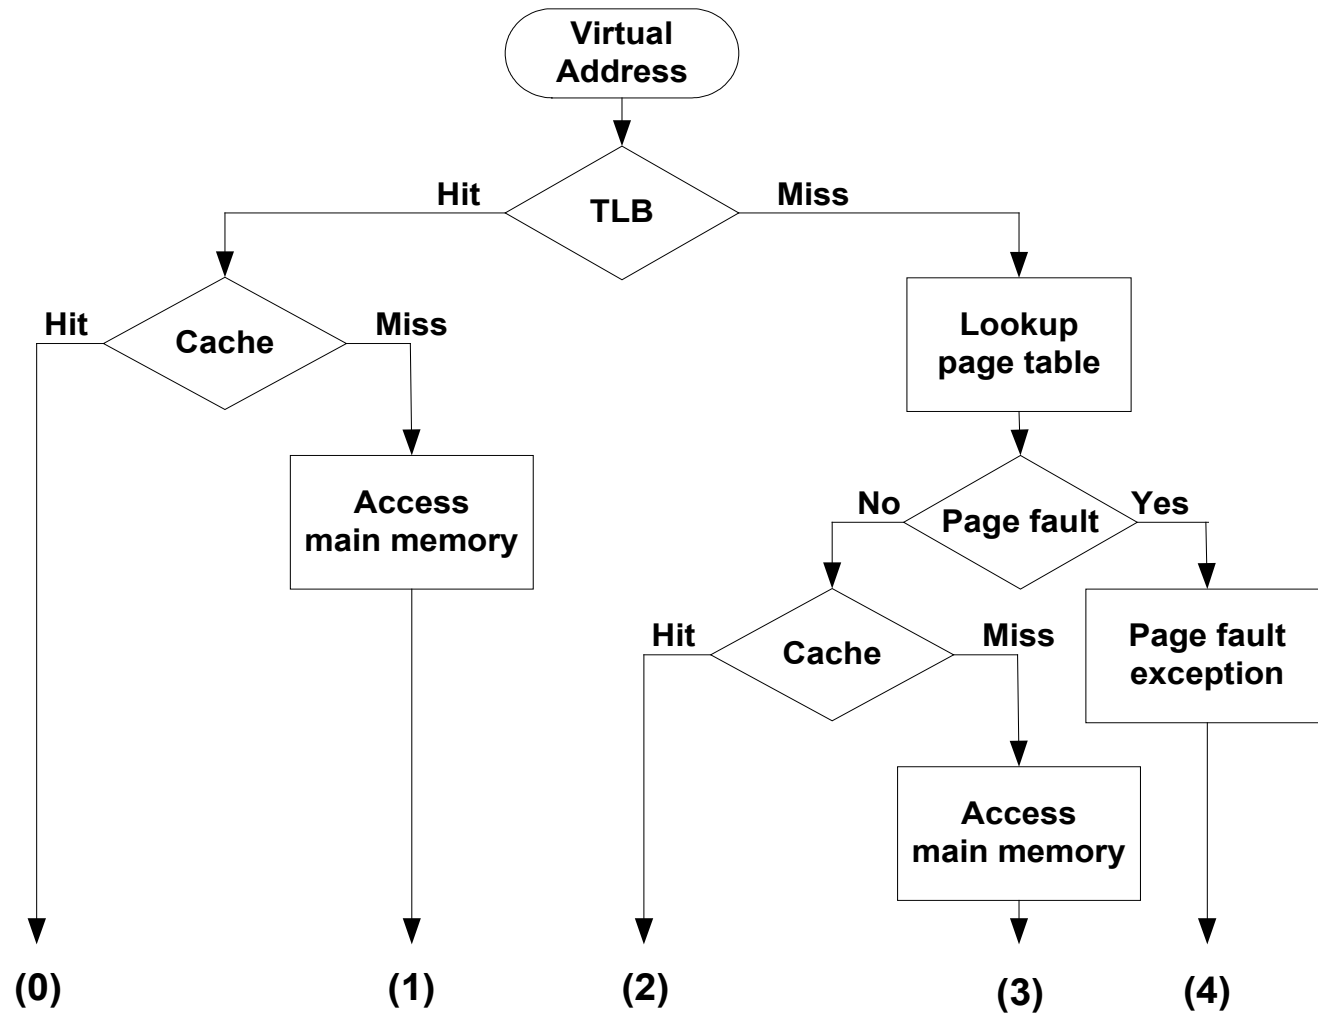 Virtual
Address
Hit
TLB
Miss
Hit
Cache
Miss
Lookup
page table
Access
main memory
No
Page fault
Yes
Hit
Cache
Miss
Page fault
exception
Access
main memory
(0)
(1)
(2)
(3)
(4)